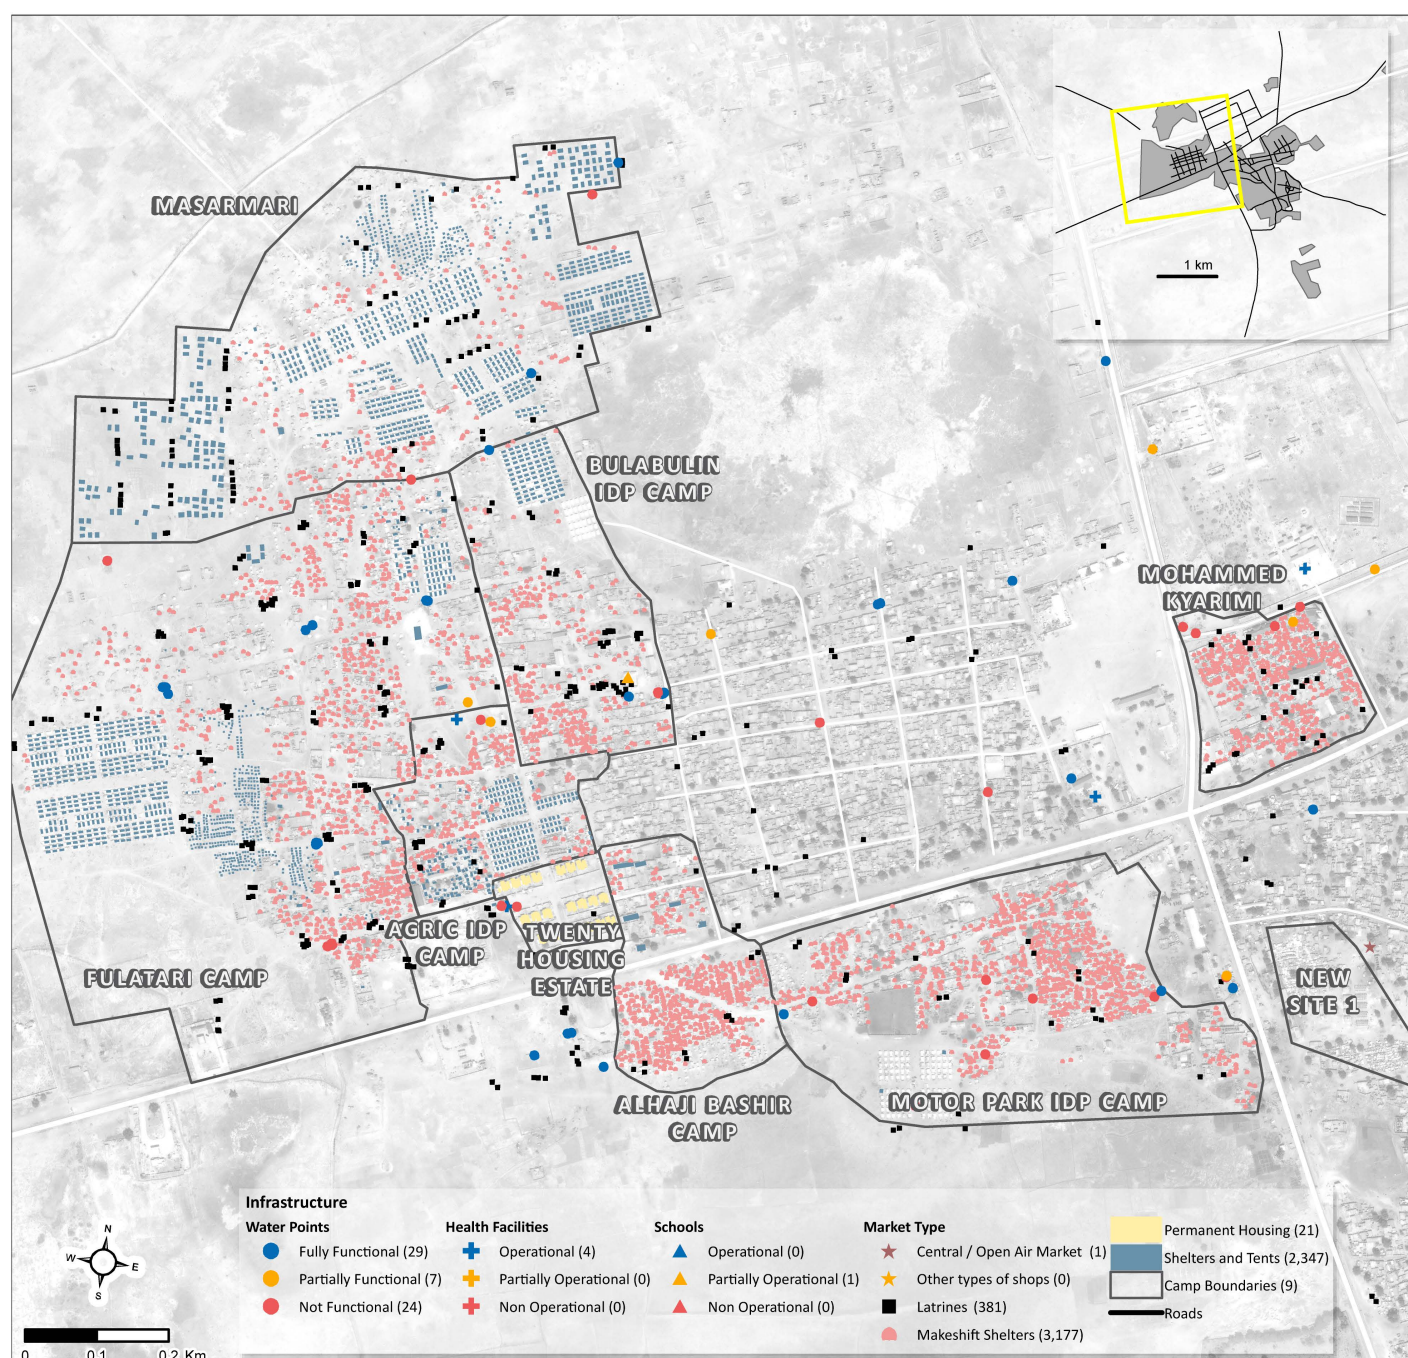 1 km
MASARMARI
BULABULIN
IDP CAMP
MOHAMMED
KYARIMI
AGRIC IDP
CAMP
TWENTY
HOUSING
ESTATE
FULATARI CAMP
NEW
SITE 1
ALHAJI BASHIR
CAMP
MOTOR PARK IDP CAMP
Infrastructure
Water Points
Fully Functional (29)
Partially Functional (7)
Not Functional (24)
Health Facilities
Operational (4)
Partially Operational (0)
Non Operational (0)
Schools
Operational (0)
Partially Operational (1)
Non Operational (0)
Market Type
Central / Open Air Market (1)
Other types of shops (0)
Latrines (381)
Makeshift Shelters (3,177)
Permanent Housing (21)
Shelters and Tents (2,347)
Camp Boundaries (9)
Roads
N
W
E
S
0 0.1 0.2 Km